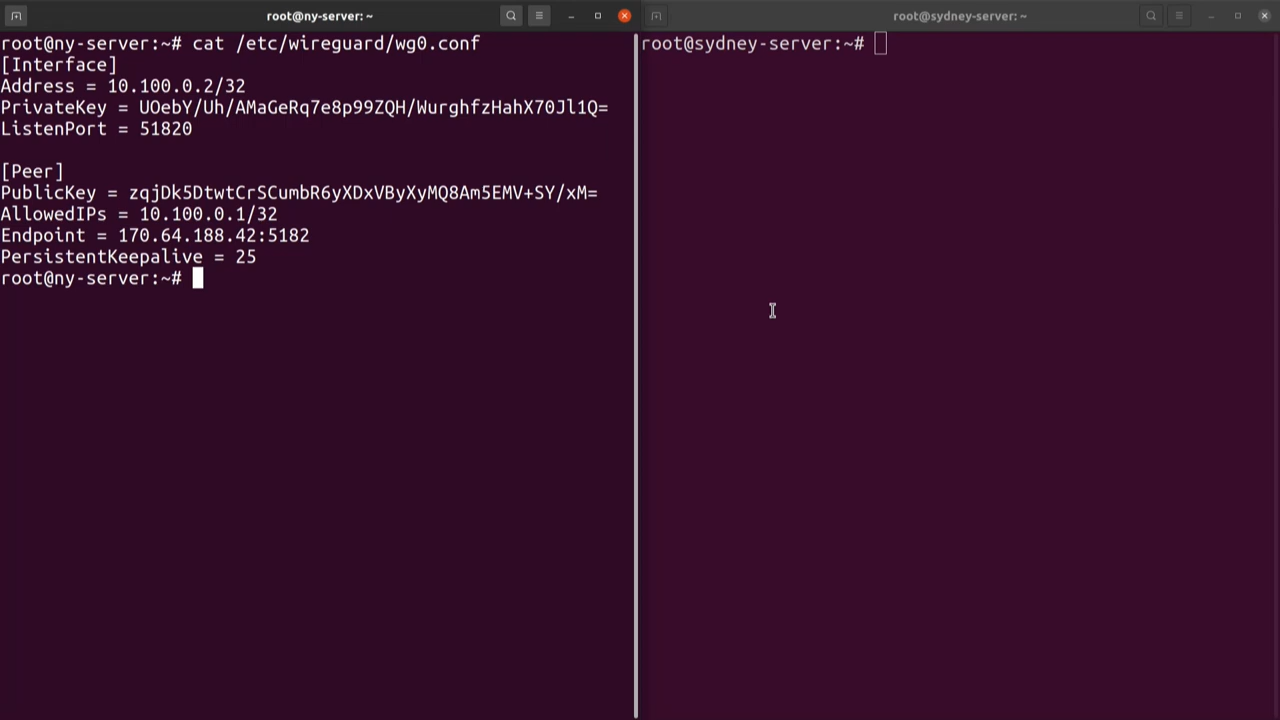 root@ny-server: ~
root@sydney-server: ~
root@ny-server:~# cat /etc/wireguard/wg0.conf
[Interface]
Address = 10.100.0.2/32
PrivateKey = UOebY/Uh/AMaGeRq7e8p99ZQH/WurghfzHahX70Jl1Q=
ListenPort = 51820
[Peer]
PublicKey = zqjDk5DtwtCrSCumbR6yXDxVByXyMQ8Am5EMV+SY/xM=
AllowedIPs = 10.100.0.1/32
Endpoint = 170.64.188.42:5182
PersistentKeepalive = 25
root@ny-server:~#
root@sydney-server:~#